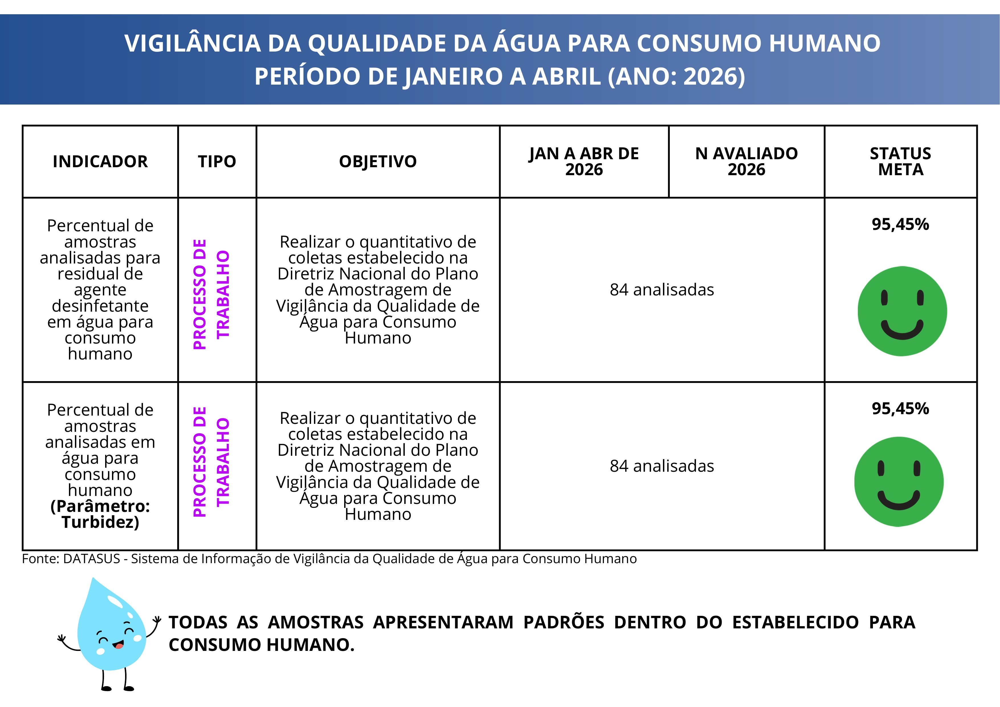 VIGILÂNCIA DA QUALIDADE DA ÁGUA PARA CONSUMO HUMANO
PERÍODO DE JANEIRO A ABRIL (ANO: 2026)
INDICADOR
TIPO
OBJETIVO
JAN A ABR DE
2026
N AVALIADO
2026
STATUS
META
Percentual de
amostras
analisadas para
residual de
agente
desinfetante
em água para
consumo
humano
PROCESSO DE
TRABALHO
Realizar o quantitativo de
coletas estabelecido na
Diretriz Nacional do Plano
de Amostragem de
Vigilância da Qualidade de
Água para Consumo
Humano
84 analisadas
95,45%
Percentual de
amostras
analisadas em
água para
consumo
humano
(Parâmetro:
Turbidez)
PROCESSO DE
TRABALHO
Realizar o quantitativo de
coletas estabelecido na
Diretriz Nacional do Plano
de Amostragem de
Vigilância da Qualidade de
Água para Consumo
Humano
84 analisadas
95,45%
Fonte: DATASUS - Sistema de Informação de Vigilância da Qualidade de Água para Consumo Humano
TODAS AS AMOSTRAS APRESENTARAM PADRÕES DENTRO DO ESTABELECIDO PARA
CONSUMO HUMANO.